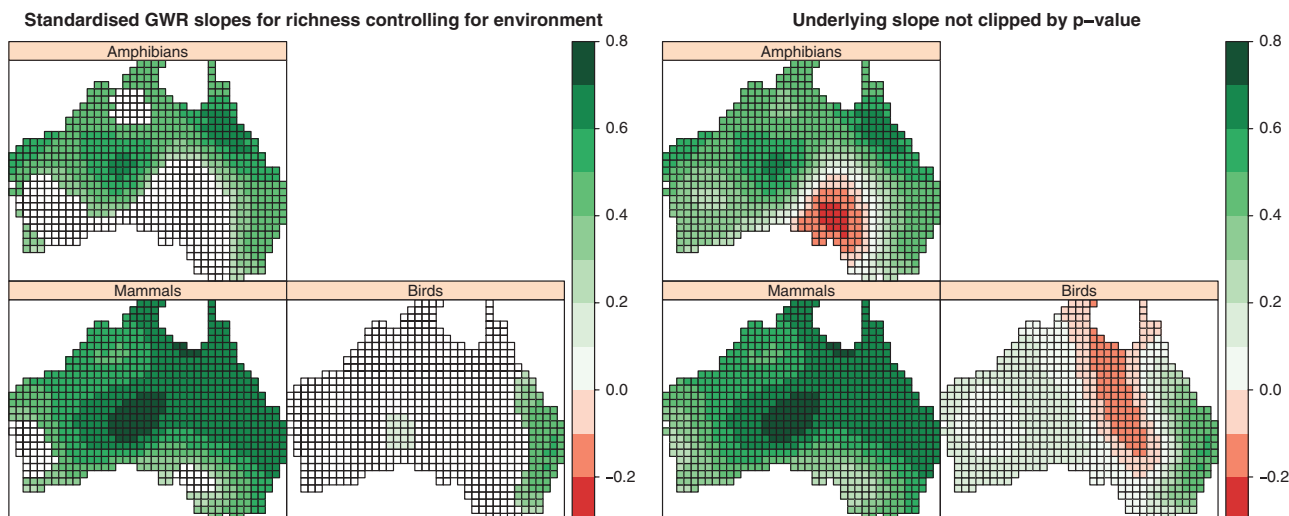 Standardised GWR slopes for richness controlling for environment
Amphibians
Mammals
Birds
0.8
0.6
0.4
0.2
0.0
−0.2
Underlying slope not clipped by p−value
Amphibians
Mammals
Birds
0.8
0.6
0.4
0.2
0.0
−0.2